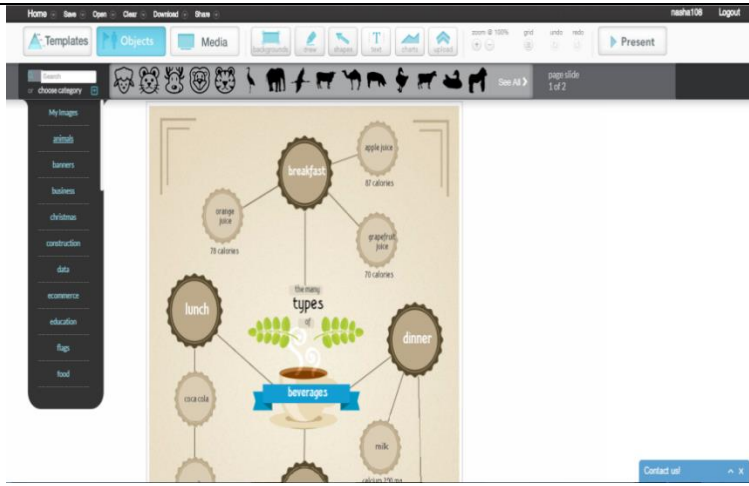 Home Save Open Clear Download Share nasha108 Logout
Templates Objects Media backgrounds draw shapes text charts upload zoom @ 100% grid undo redo Present
Search
or choose category
See All
page slide
1 of 2
My Images
animals
banners
business
christmas
construction
data
ecommerce
education
flags
food
breakfast
apple juice
87 calories
orange
juice
76 calories
grapefruit
juice
70 calories
the many
types
of
beverages
lunch
dinner
coca cola
milk
Contact us! X